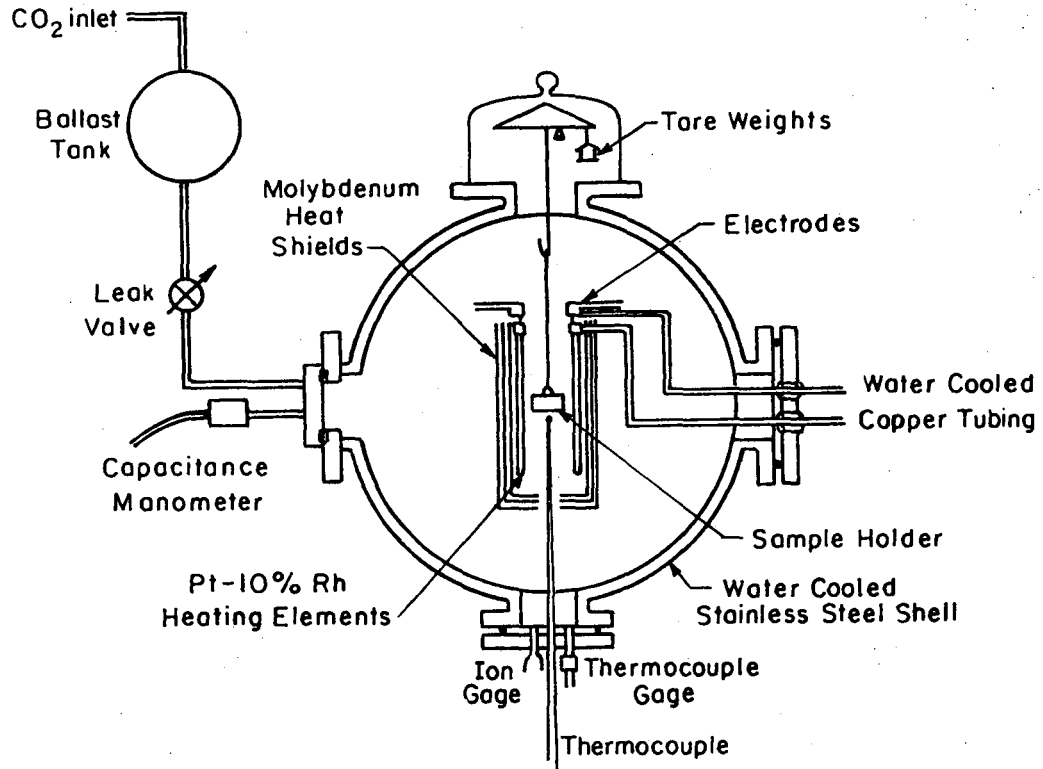 CO2 inlet
Ballast
Tank
Tare Weights
Molybdenum
Heat
Shields
Electrodes
Leak
Valve
Water Cooled
Copper Tubing
Capacitance
Manometer
Sample Holder
Pt-10% Rh
Heating Elements
Water Cooled
Stainless Steel Shell
Ion
Gage
Thermocouple
Gage
Thermocouple